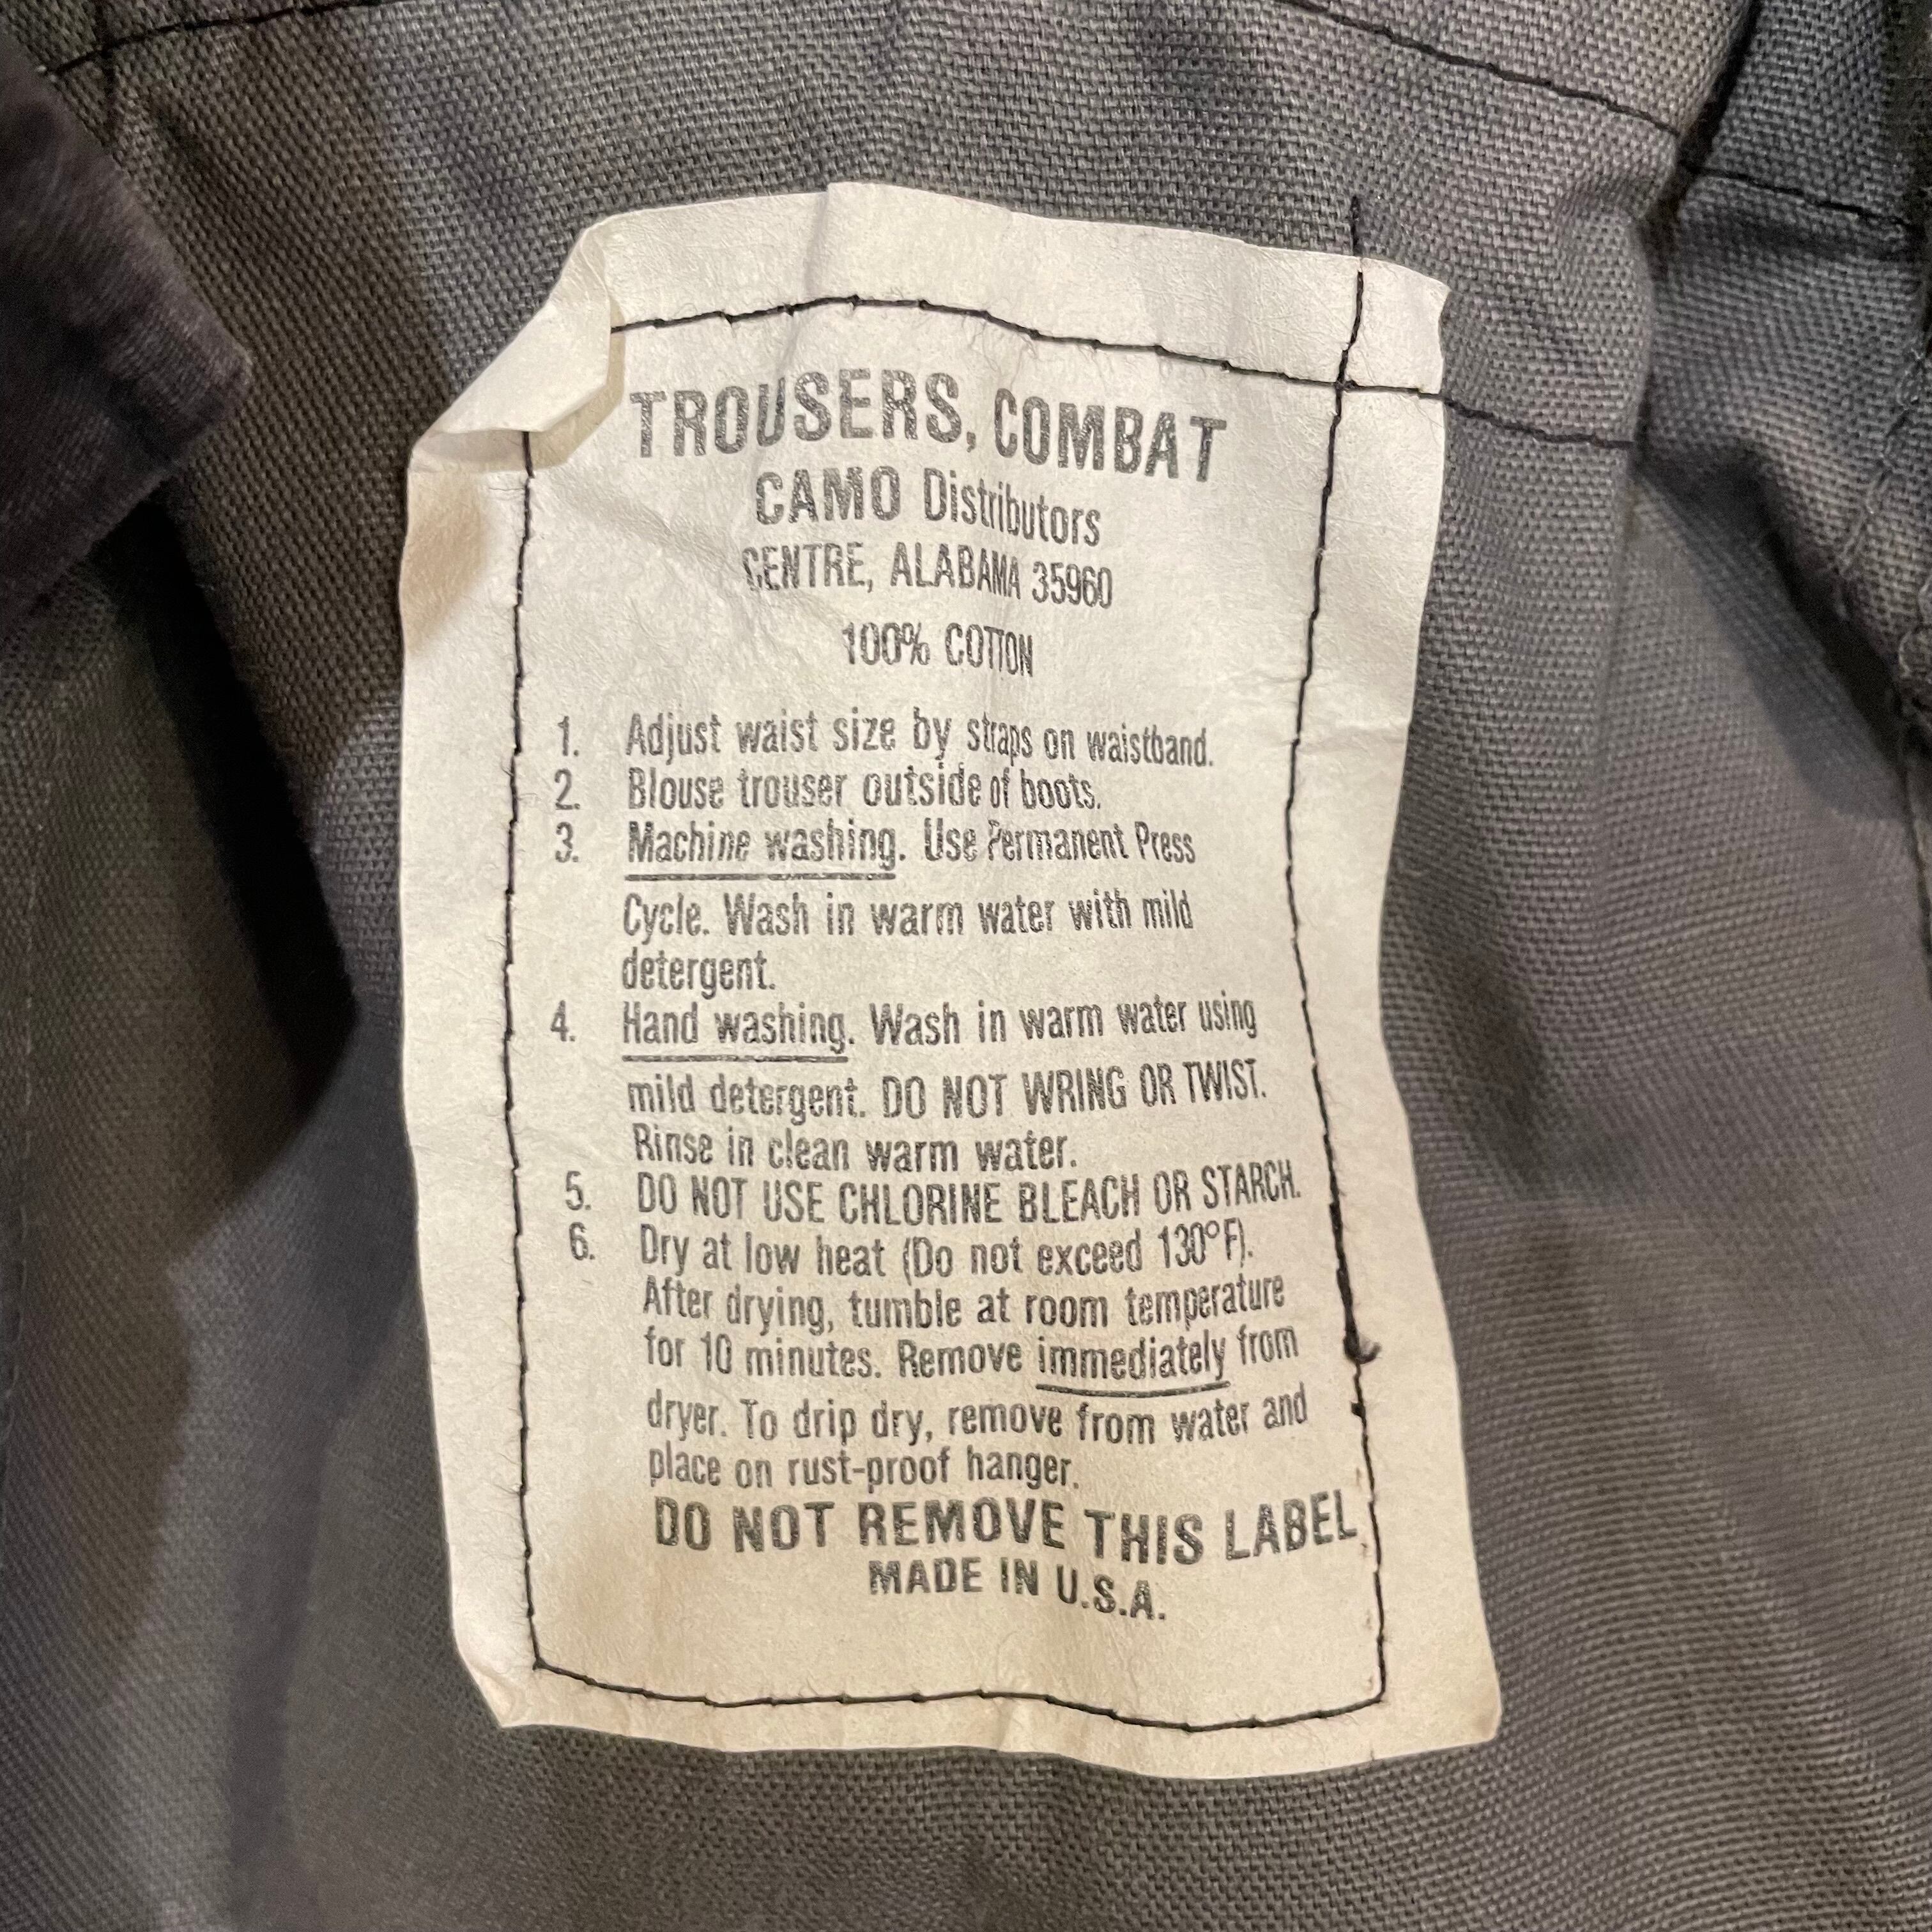 TROUSERS, COMBAT
CAMO Distributors
CENTRE, ALABAMA 35960
100% COTTON
1. Adjust waist size by straps on waistband.
2. Blouse trouser outside of boots.
3. Machine washing. Use Permanent Press
Cycle. Wash in warm water with mild
detergent.
4. Hand washing. Wash in warm water using
mild detergent. DO NOT WRING OR TWIST.
Rinse in clean warm water.
5. DO NOT USE CHLORINE BLEACH OR STARCH.
6. Dry at low heat (Do not exceed 130°F).
After drying, tumble at room temperature
for 10 minutes. Remove immediately from
dryer. To drip dry, remove from water and
place on rust-proof hanger.
DO NOT REMOVE THIS LABEL
MADE IN U.S.A.